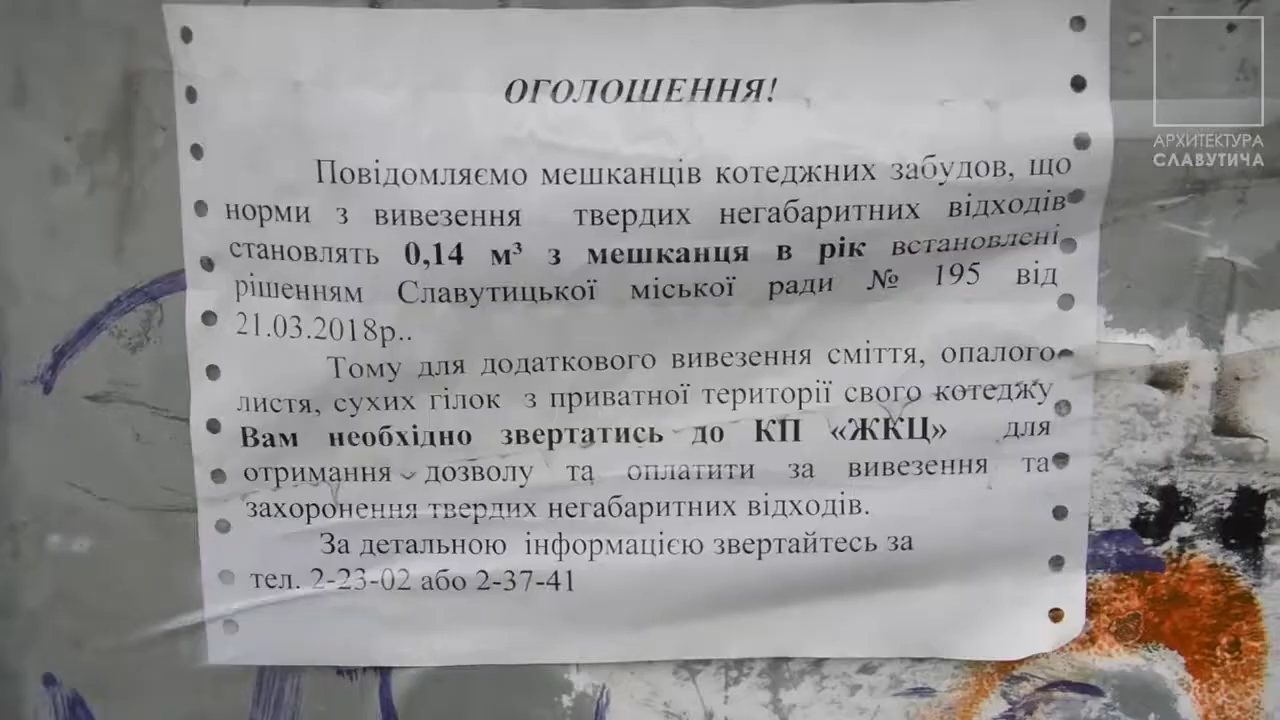 ОГОЛОШЕННЯ!
Повідомляємо мешканців котеджних забудов, що
норми з вивезення твердих негабаритних відходів
становлять 0,14 м³ з мешканця в рік встановлені
рішенням Славутицької міської ради № 195 від
21.03.2018р..
Тому для додаткового вивезення сміття, опалого
листя, сухих гілок з приватної території свого котеджу
Вам необхідно звертатись до КП «ЖКЦ» для
отримання дозволу та оплатити за вивезення та
захоронення твердих негабаритних відходів.
За детальною інформацією звертайтесь за
тел. 2-23-02 або 2-37-41
АРХИТЕКТУРА
СЛАВУТИЧА